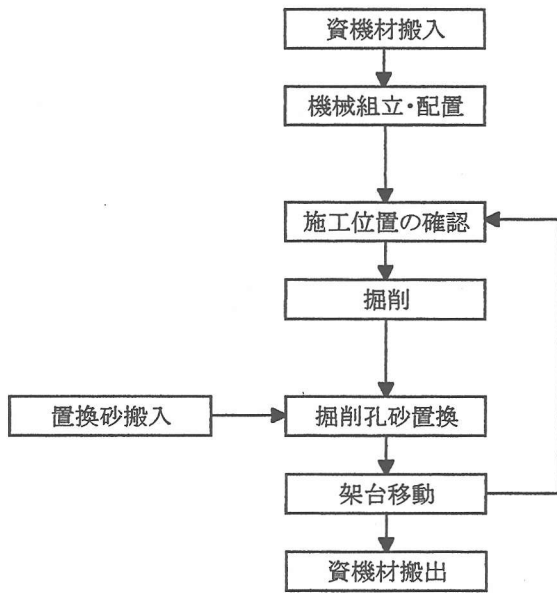 資機材搬入
機械組立・配置
施工位置の確認
掘削
置換砂搬入
掘削孔砂置換
架台移動
資機材搬出